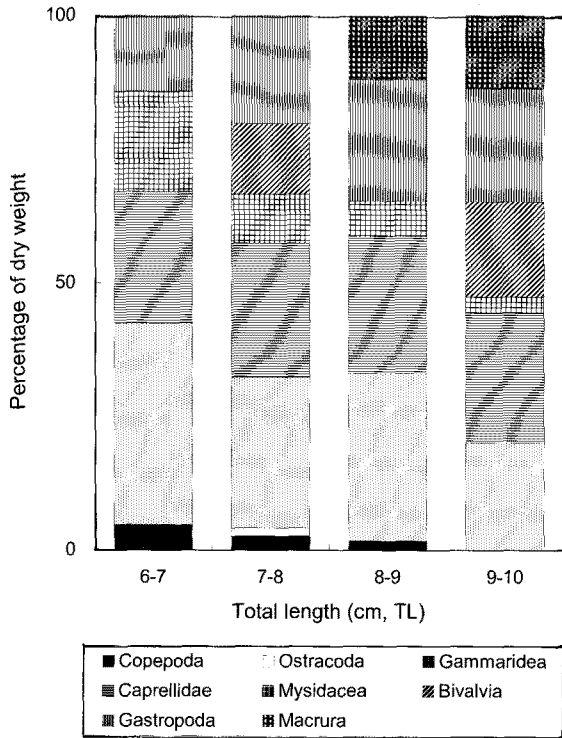 100
50
0
Percentage of dry weight
6-7 7-8 8-9 9-10
Total length (cm, TL)
Copepoda Ostracoda Gammaridea
Caprellidae Mysidacea Bivalvia
Gastropoda Macrura